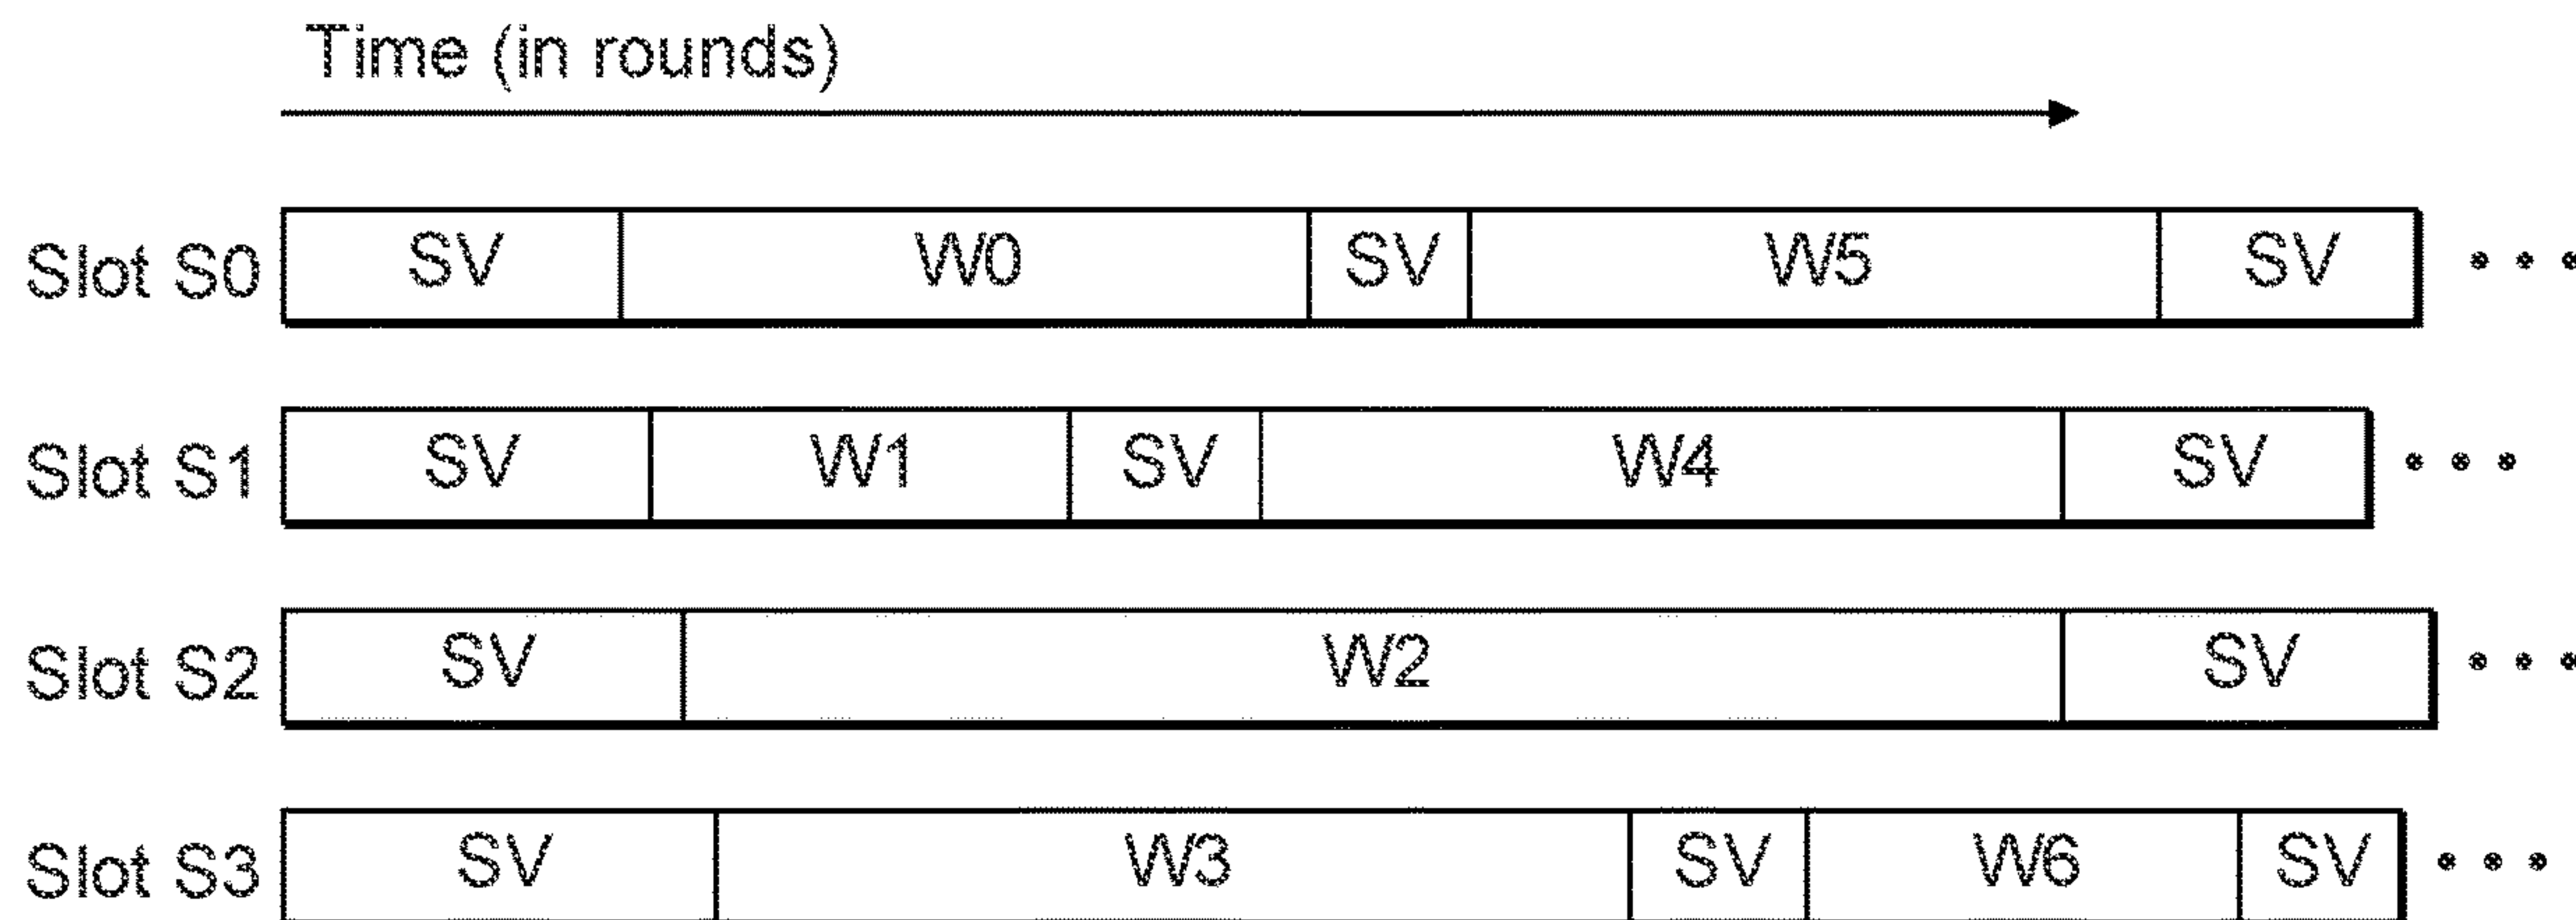 Time (in rounds)
Slot S0 SV W0 SV W5 SV • • •
Slot S1 SV W1 SV W4 SV • • •
Slot S2 SV W2 SV • • •
Slot S3 SV W3 SV W6 SV • • •